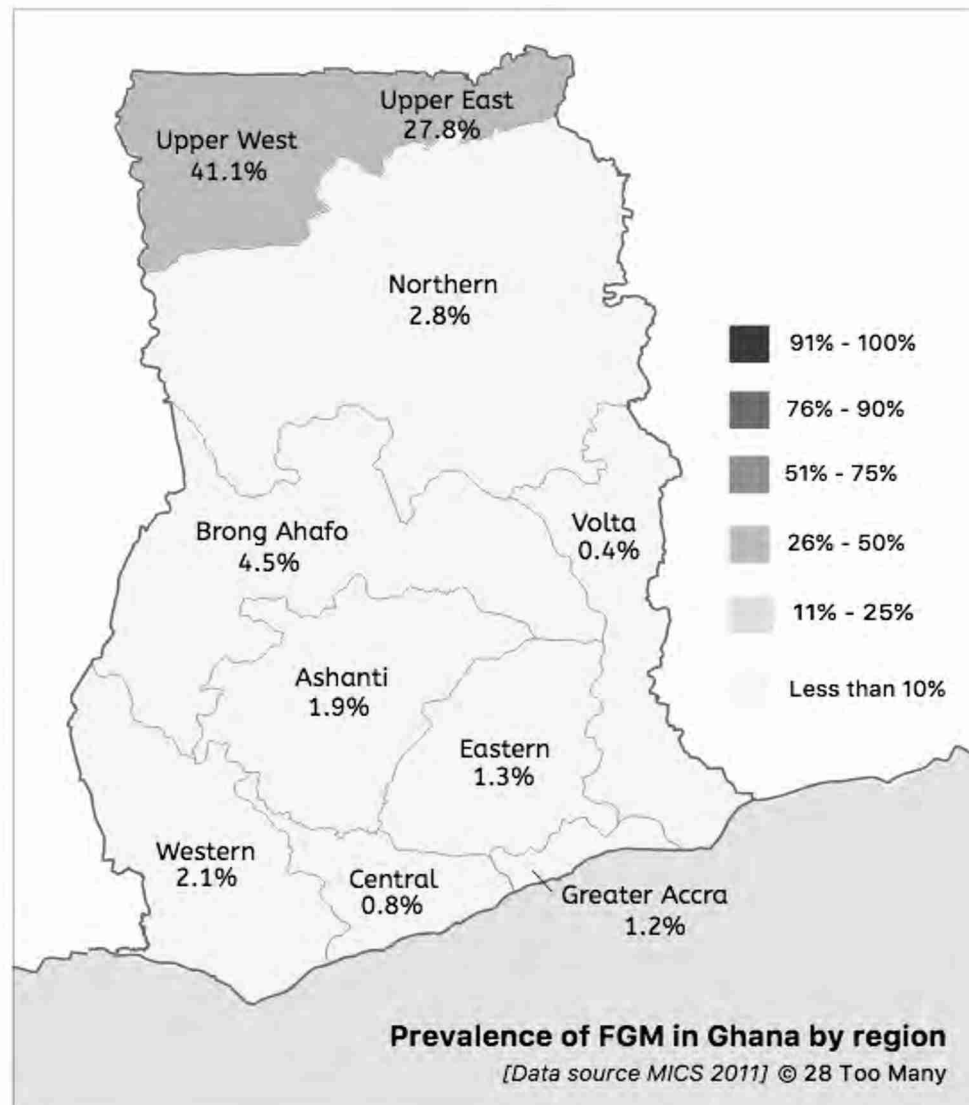 Upper East
27.8%
Upper West
41.1%
Northern
2.8%
91% - 100%
76% - 90%
51% - 75%
26% - 50%
11% - 25%
Less than 10%
Volta
0.4%
Brong Ahafo
4.5%
Ashanti
1.9%
Eastern
1.3%
Western
2.1%
Central
0.8%
Greater Accra
1.2%
Prevalence of FGM in Ghana by region
[Data source MICS 2011] © 28 Too Many